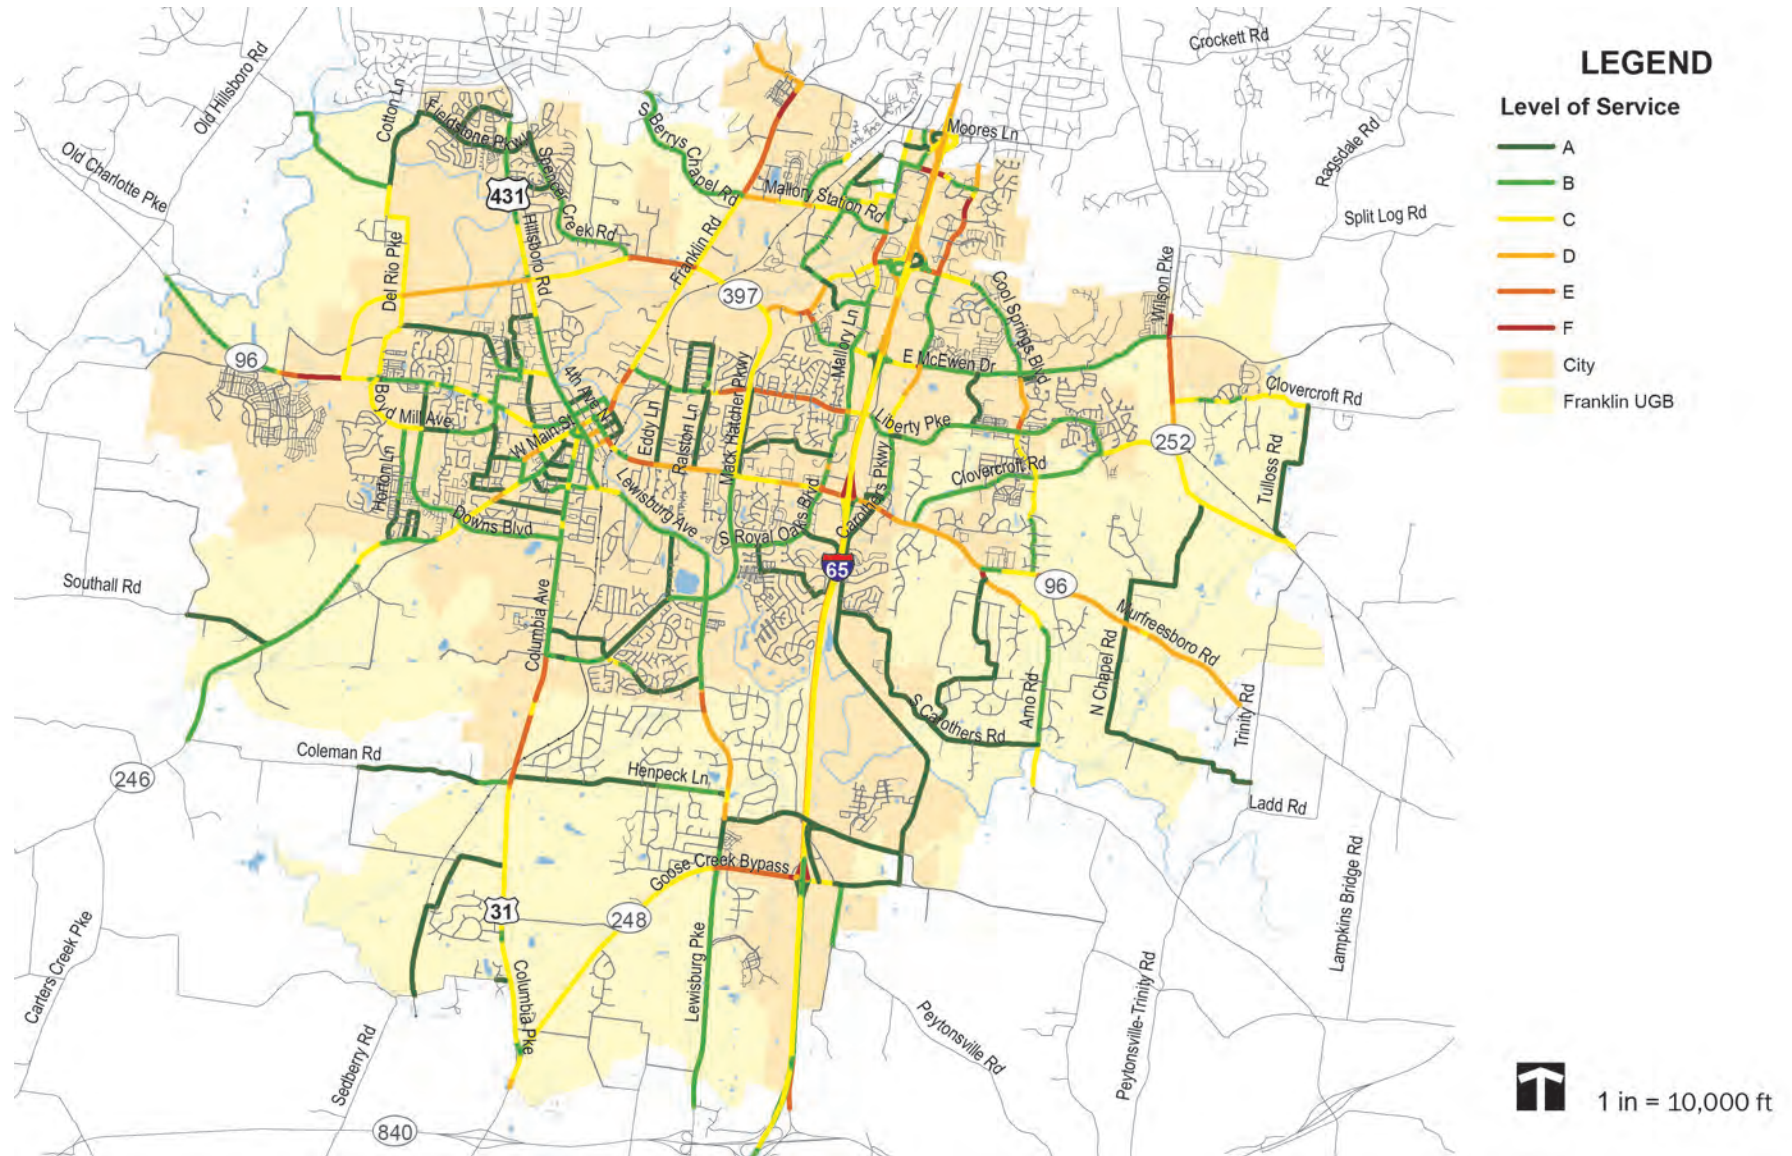 LEGEND
Level of Service
A
B
C
D
E
F
City
Franklin UGB
1 in = 10,000 ft
Crockett Rd
Old Hillsboro Rd
Cotton Ln
Fieldstone Pkwy
S Berrys Chapel Rd
Moores Ln
Ragsdale Rd
Old Charlotte Pke
Spencer Creek Rd
431
Mallory Station Rd
Split Log Rd
Hillsboro Rd
Franklin Rd
Del Rio Pke
Wilson Pke
397
Cool Springs Blvd
96
Mallory Ln
E McEwen Dr
4th Ave N
Mack Hatcher Pkwy
Clovercroft Rd
Boyd Mill Ave
W Main St
Eddy Ln
Ralston Ln
Liberty Pke
252
Horton Ln
Clovercroft Rd
Tulloss Rd
Lewisburg Ave
Carothers Pkwy
Downs Blvd
S Royal Oaks Blvd
65
Southall Rd
96
Columbia Ave
Murfreesboro Rd
N Chapel Rd
Arno Rd
S Carothers Rd
Trinity Rd
Coleman Rd
246
Henpeck Ln
Ladd Rd
Goose Creek Bypass
Lampkins Bridge Rd
31
248
Carters Creek Pke
Lewisburg Pke
Columbia Pke
Peytonsville Rd
Peytonsville-Trinity Rd
Sedberry Rd
840